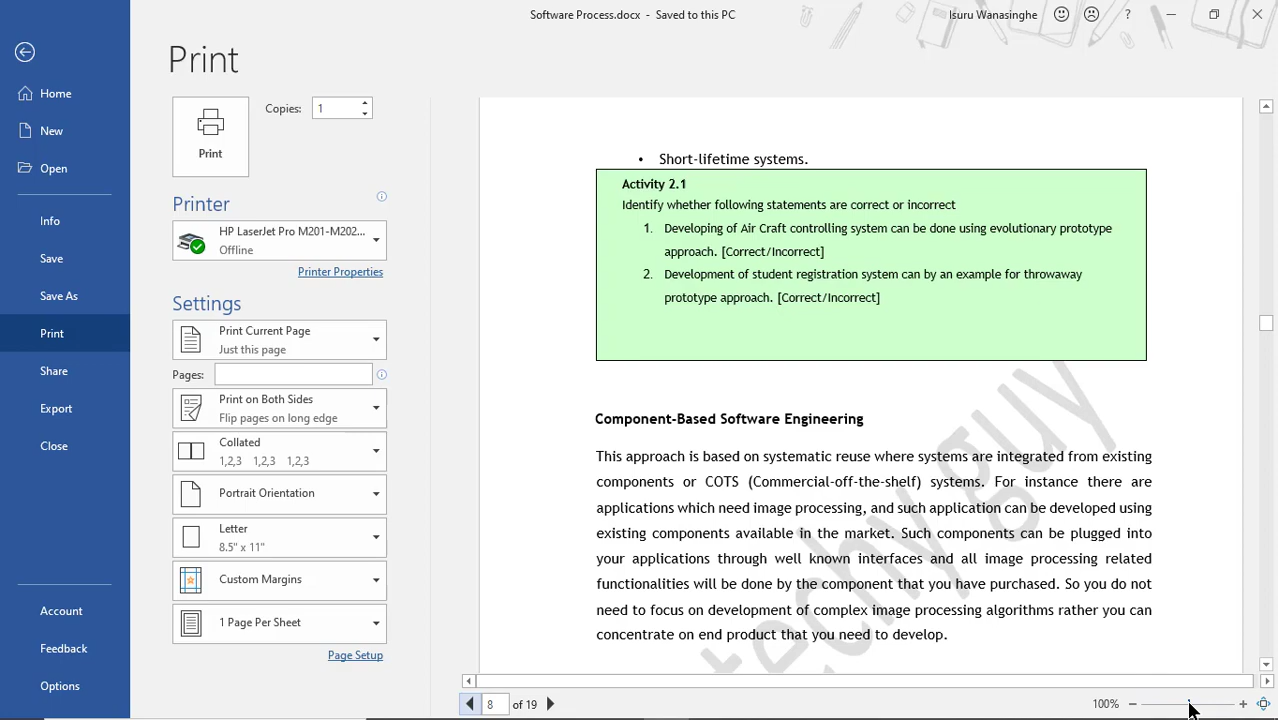 Software Process.docx - Saved to this PC
Isuru Wanasinghe
?
Print
Home
New
Open
Info
Save
Save As
Print
Share
Export
Close
Account
Feedback
Options
Copies: 1
Print
Printer
HP LaserJet Pro M201-M202...
Offline
Printer Properties
Settings
Print Current Page
Just this page
Pages:
Print on Both Sides
Flip pages on long edge
Collated
1,2,3 1,2,3 1,2,3
Portrait Orientation
Letter
8.5" x 11"
Custom Margins
1 Page Per Sheet
Page Setup
• Short-lifetime systems.
Activity 2.1
Identify whether following statements are correct or incorrect
1. Developing of Air Craft controlling system can be done using evolutionary prototype
approach. [Correct/Incorrect]
2. Development of student registration system can by an example for throwaway
prototype approach. [Correct/Incorrect]
Component-Based Software Engineering
This approach is based on systematic reuse where systems are integrated from existing
components or COTS (Commercial-off-the-shelf) systems. For instance there are
applications which need image processing, and such application can be developed using
existing components available in the market. Such components can be plugged into
your applications through well known interfaces and all image processing related
functionalities will be done by the component that you have purchased. So you do not
need to focus on development of complex image processing algorithms rather you can
concentrate on end product that you need to develop.
techy guy
8 of 19
100%